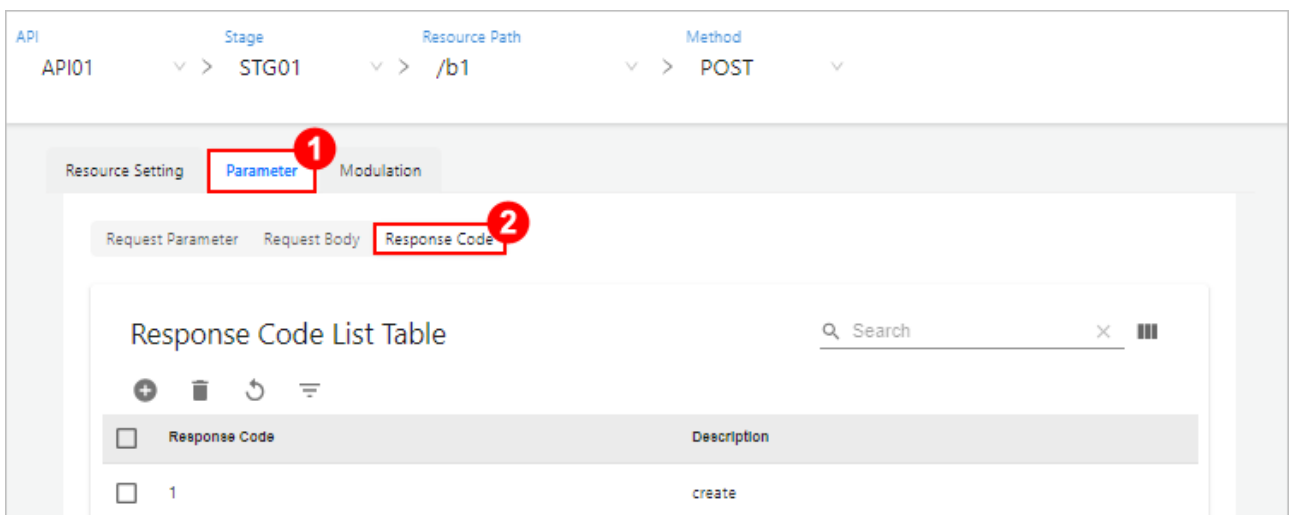 API Stage Resource Path Method
API01 > STG01 > /b1 > POST
1
Resource Setting Parameter Modulation
2
Request Parameter Request Body Response Code
Response Code List Table Search
Response Code Description
1 create